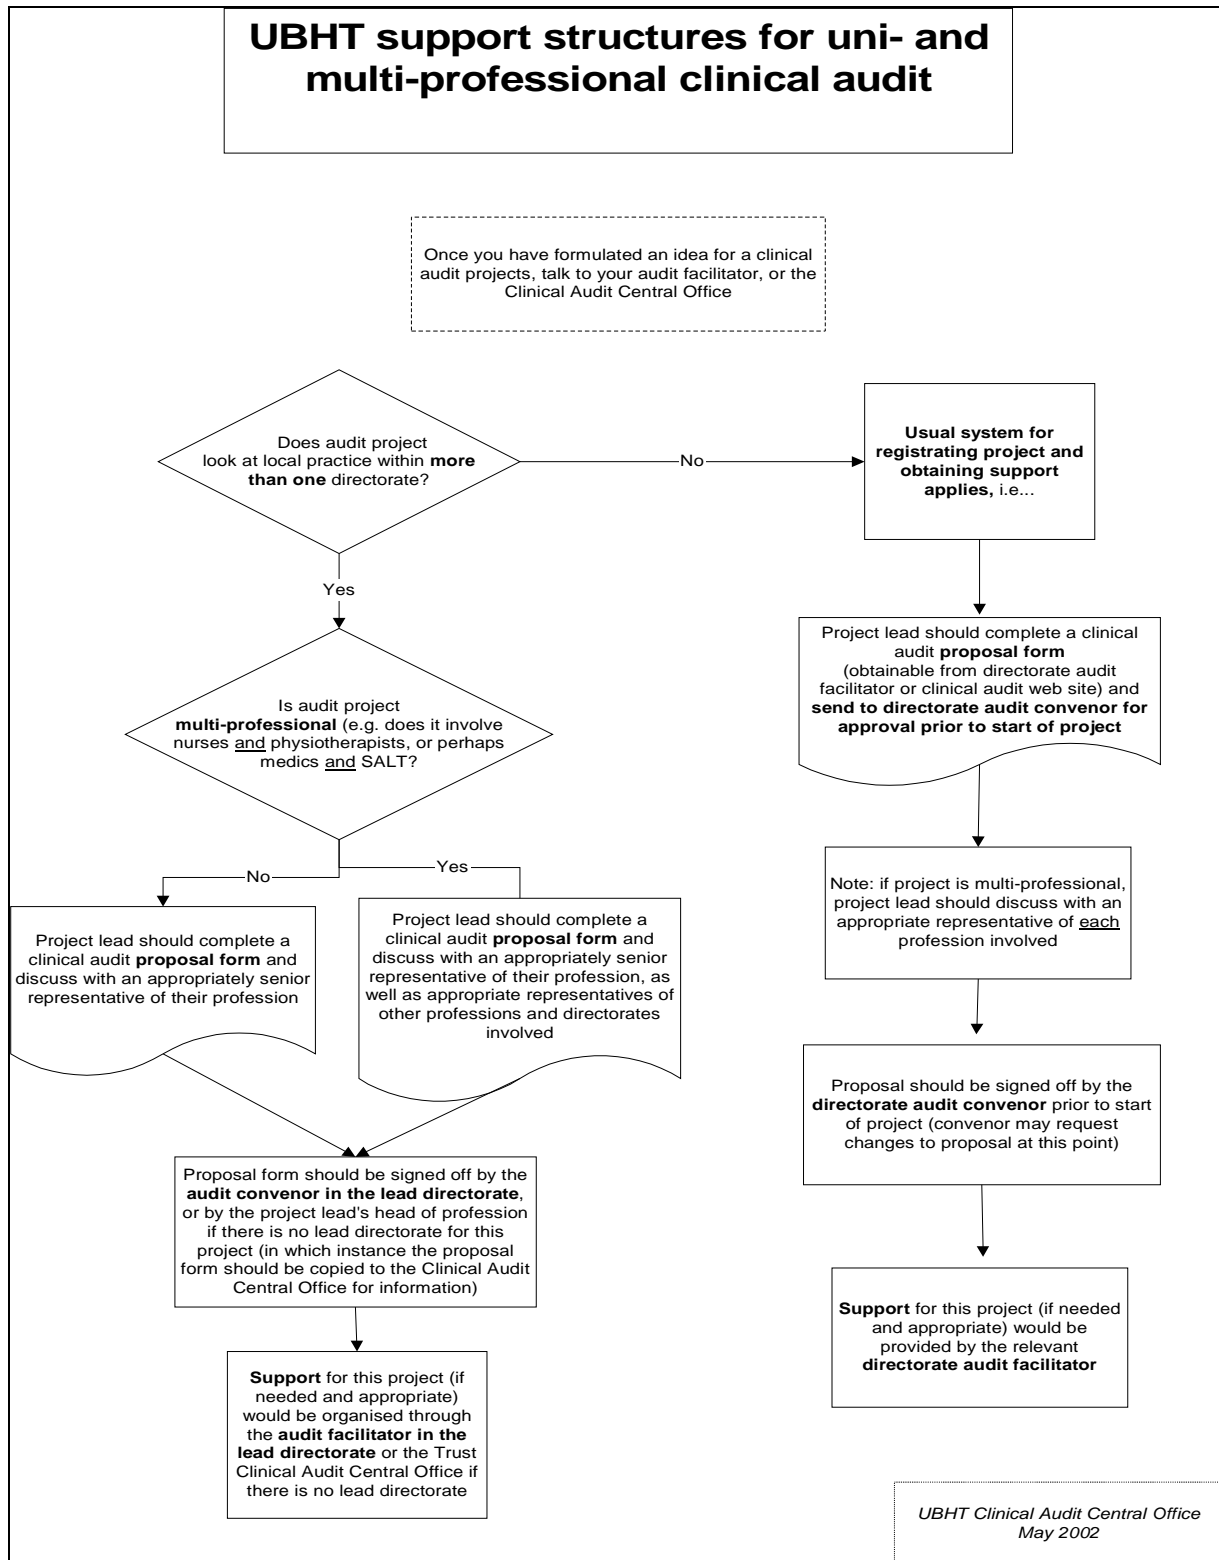 UBHT support structures for uni- and
multi-professional clinical audit
Once you have formulated an idea for a clinical
audit projects, talk to your audit facilitator, or the
Clinical Audit Central Office
Does audit project
look at local practice within more
than one directorate?
No
Usual system for
registrating project and
obtaining support
applies, i.e...
Yes
Project lead should complete a clinical
audit proposal form
(obtainable from directorate audit
facilitator or clinical audit web site) and
send to directorate audit convenor for
approval prior to start of project
Is audit project
multi-professional (e.g. does it involve
nurses and physiotherapists, or perhaps
medics and SALT?
No
Yes
Note: if project is multi-professional,
project lead should discuss with an
appropriate representative of each
profession involved
Project lead should complete a
clinical audit proposal form and
discuss with an appropriately senior
representative of their profession
Project lead should complete a
clinical audit proposal form and
discuss with an appropriately senior
representative of their profession, as
well as appropriate representatives of
other professions and directorates
involved
Proposal should be signed off by the
directorate audit convenor prior to start
of project (convenor may request
changes to proposal at this point)
Proposal form should be signed off by the
audit convenor in the lead directorate,
or by the project lead's head of profession
if there is no lead directorate for this
project (in which instance the proposal
form should be copied to the Clinical Audit
Central Office for information)
Support for this project (if needed
and appropriate) would be
provided by the relevant
directorate audit facilitator
Support for this project (if
needed and appropriate)
would be organised through
the audit facilitator in the
lead directorate or the Trust
Clinical Audit Central Office if
there is no lead directorate
UBHT Clinical Audit Central Office
May 2002